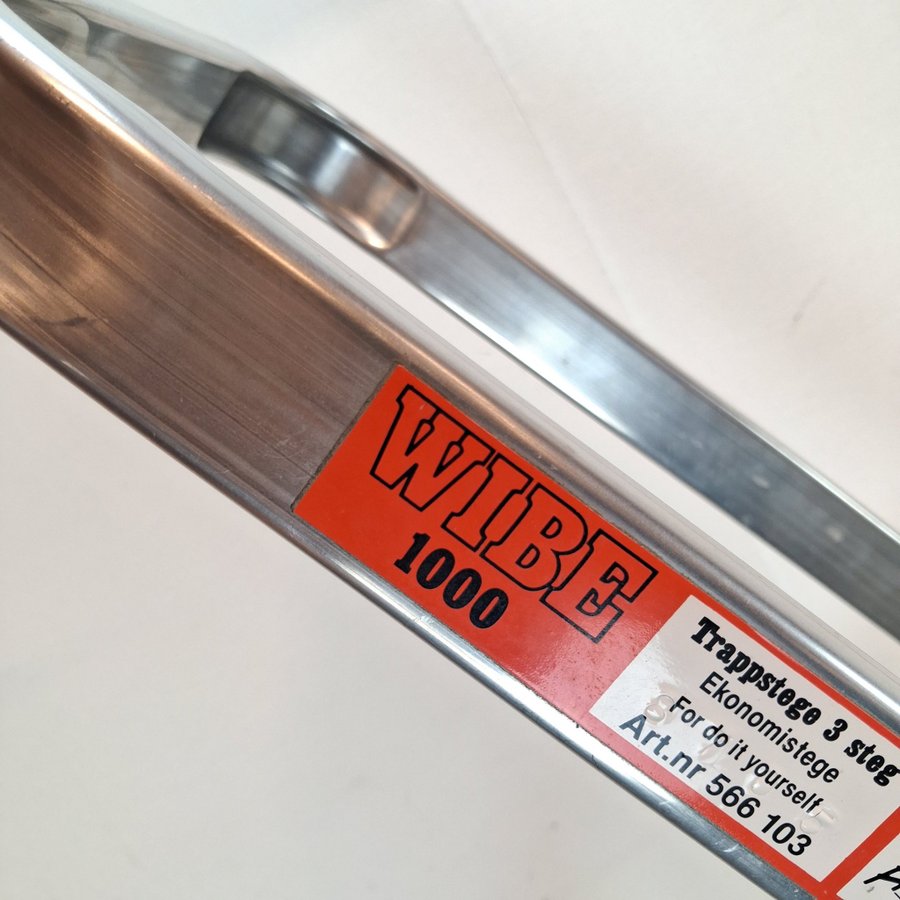 WIBE
1000
Trappstege 3 steg
Ekonomistege
For do it yourself
Art.nr 566 103